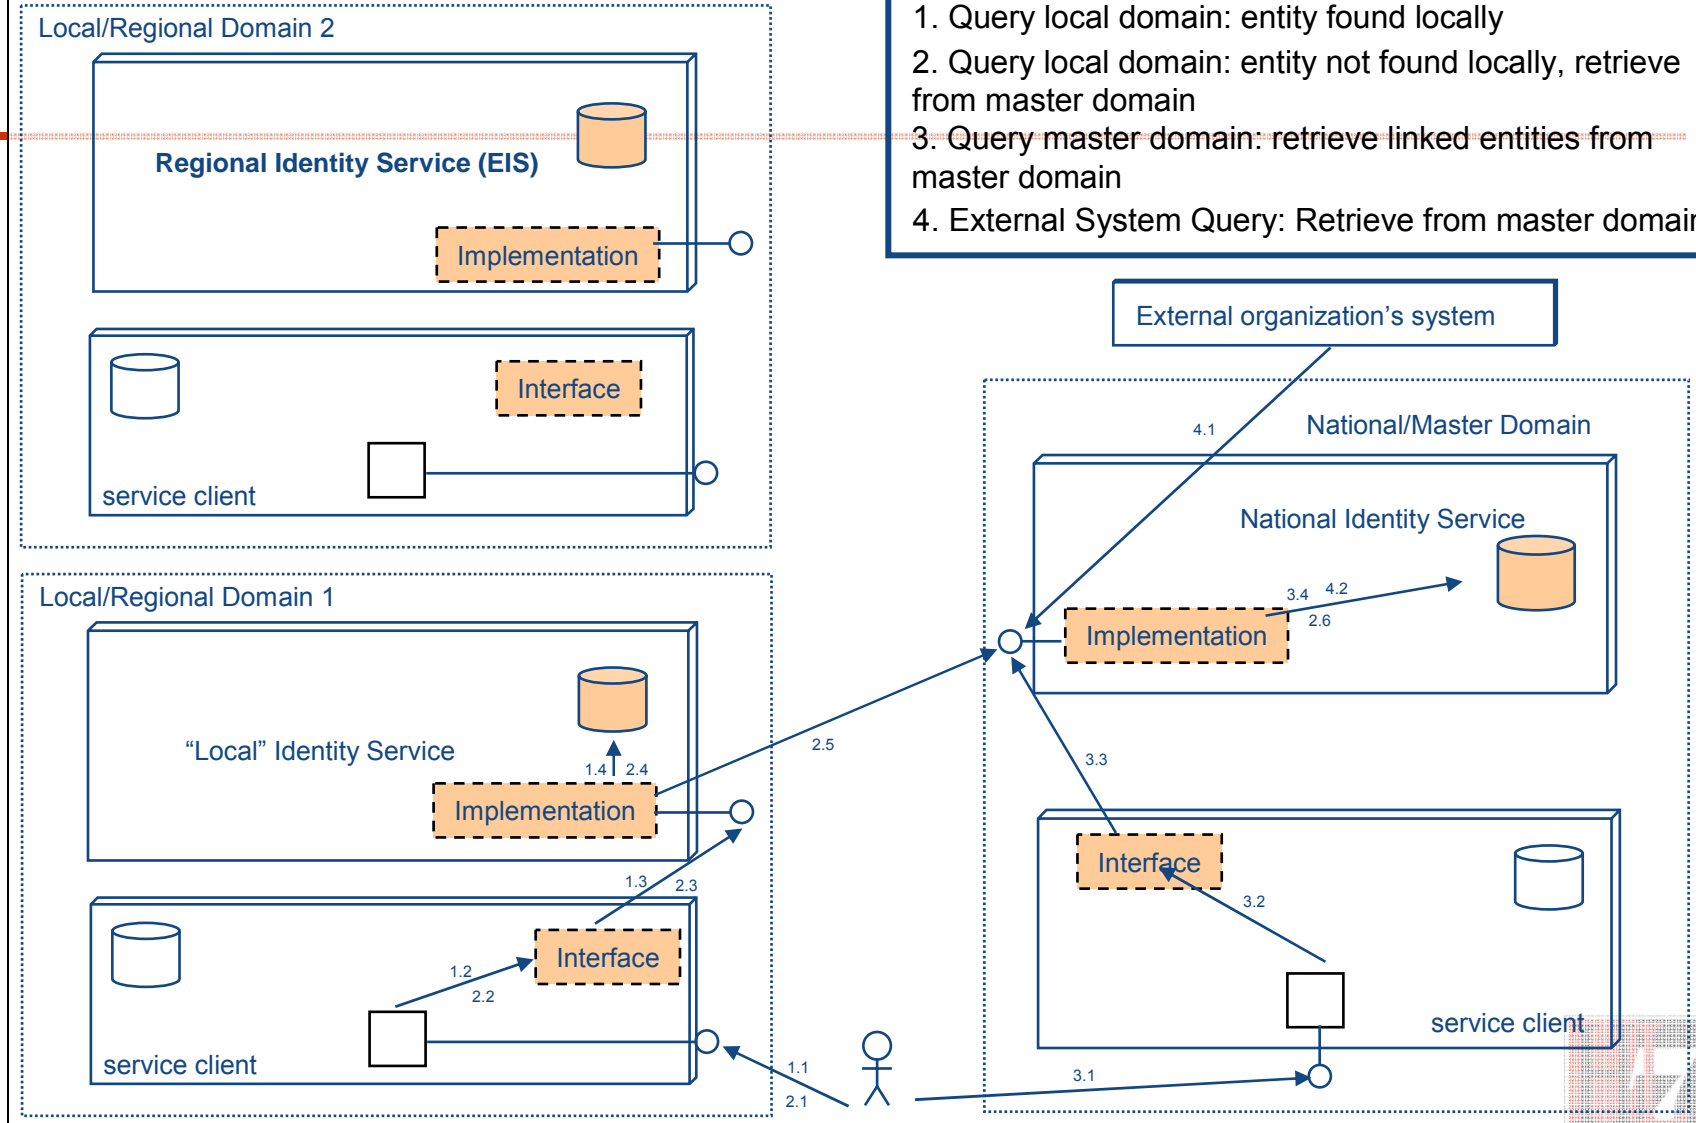 Local/Regional Domain 2
Regional Identity Service (EIS)
Implementation
Interface
service client
1. Query local domain: entity found locally
2. Query local domain: entity not found locally, retrieve
from master domain
3. Query master domain: retrieve linked entities from
master domain
4. External System Query: Retrieve from master domain
External organization's system
4.1
National/Master Domain
National Identity Service
3.4 4.2
2.6
Implementation
3.3
Interface
3.2
service client
3.1
Local/Regional Domain 1
"Local" Identity Service
1.4 2.4
2.5
Implementation
1.3 2.3
Interface
1.2
2.2
service client
1.1
2.1